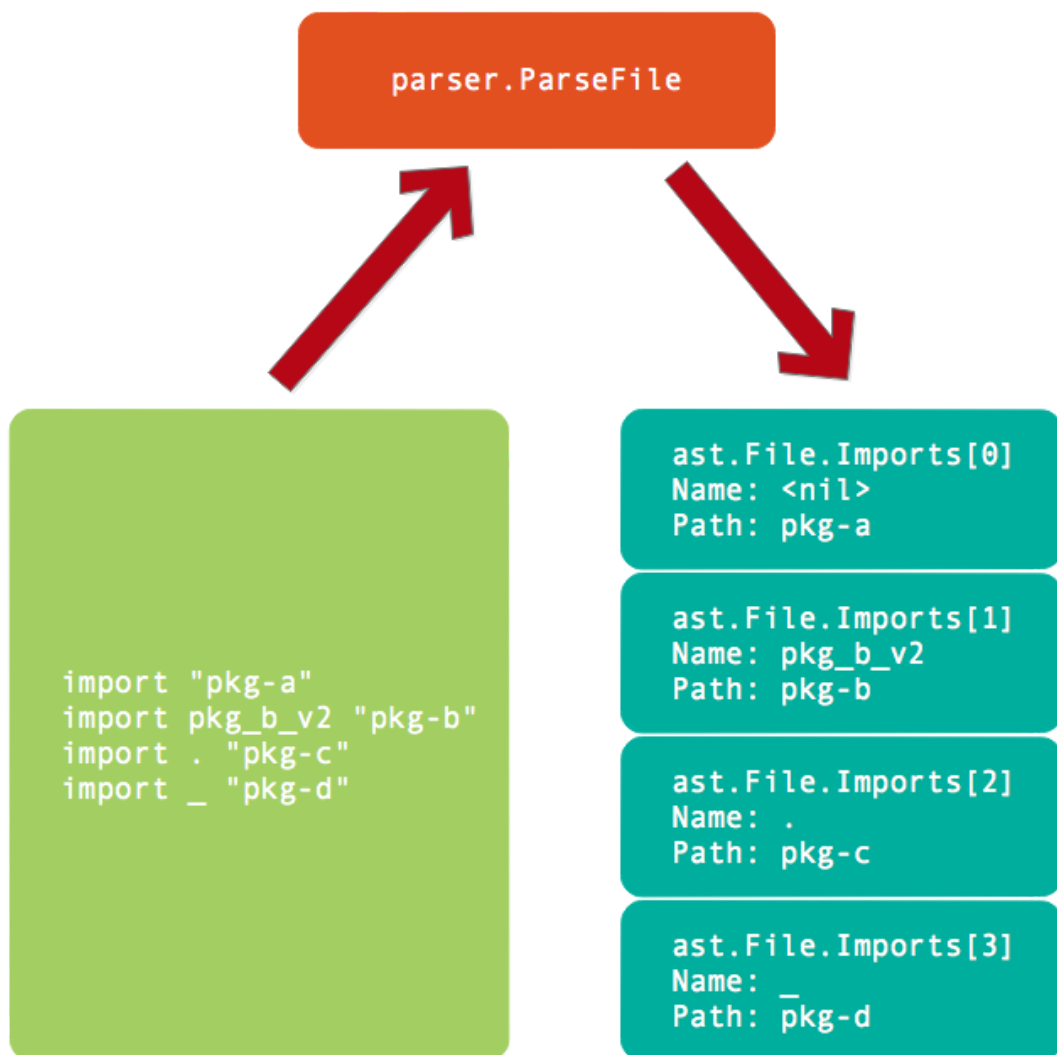 parser.ParseFile
import "pkg-a"
import pkg_b_v2 "pkg-b"
import . "pkg-c"
import _ "pkg-d"
ast.File.Imports[0]
Name: <nil>
Path: pkg-a
ast.File.Imports[1]
Name: pkg_b_v2
Path: pkg-b
ast.File.Imports[2]
Name: .
Path: pkg-c
ast.File.Imports[3]
Name: _
Path: pkg-d